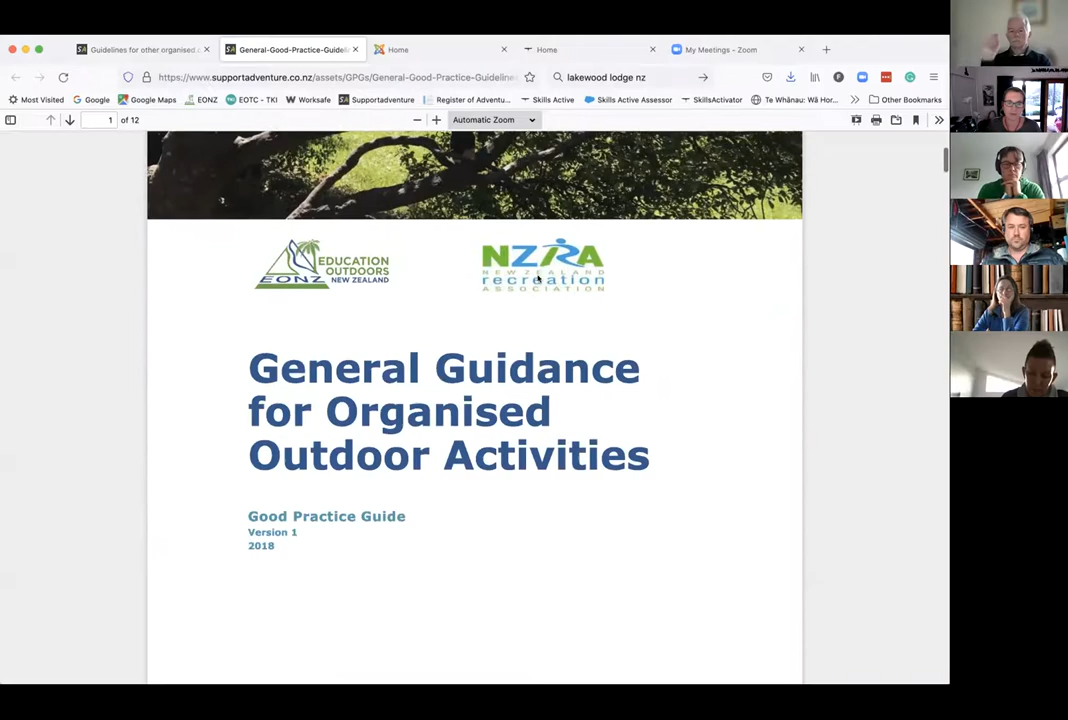 Guidelines for other organised
General-Good-Practice-Guideli
Home
Home
My Meetings - Zoom
https://www.supportadventure.co.nz/assets/GPGs/General-Good-Practice-Guideline
lakewood lodge nz
Most Visited
Google
Google Maps
EONZ
EOTC - TKI
Worksafe
Supportadventure
Register of Adventu...
Skills Active
Skills Active Assessor
SkillsActivator
Te Whānau: Wā Hor...
Other Bookmarks
1 of 12
Automatic Zoom
EONZ
EDUCATION
OUTDOORS
NEW ZEALAND
NZRA
NEW ZEALAND
recreation
ASSOCIATION
General Guidance
for Organised
Outdoor Activities
Good Practice Guide
Version 1
2018